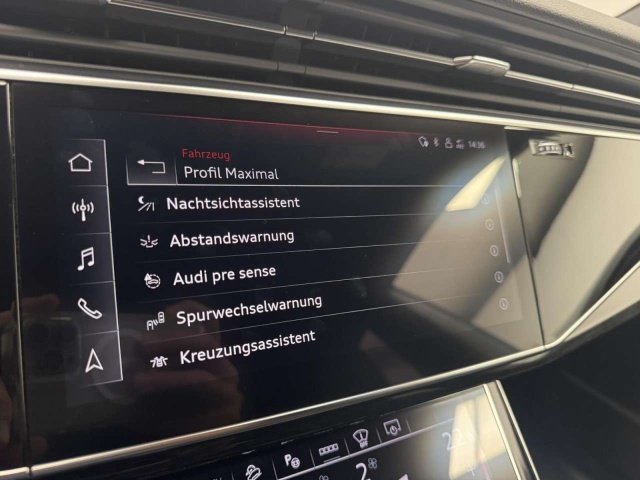 14:36
Fahrzeug
Profil Maximal
Nachtsichtassistent
Abstandswarnung
Audi pre sense
Spurwechselwarnung
Kreuzungsassistent